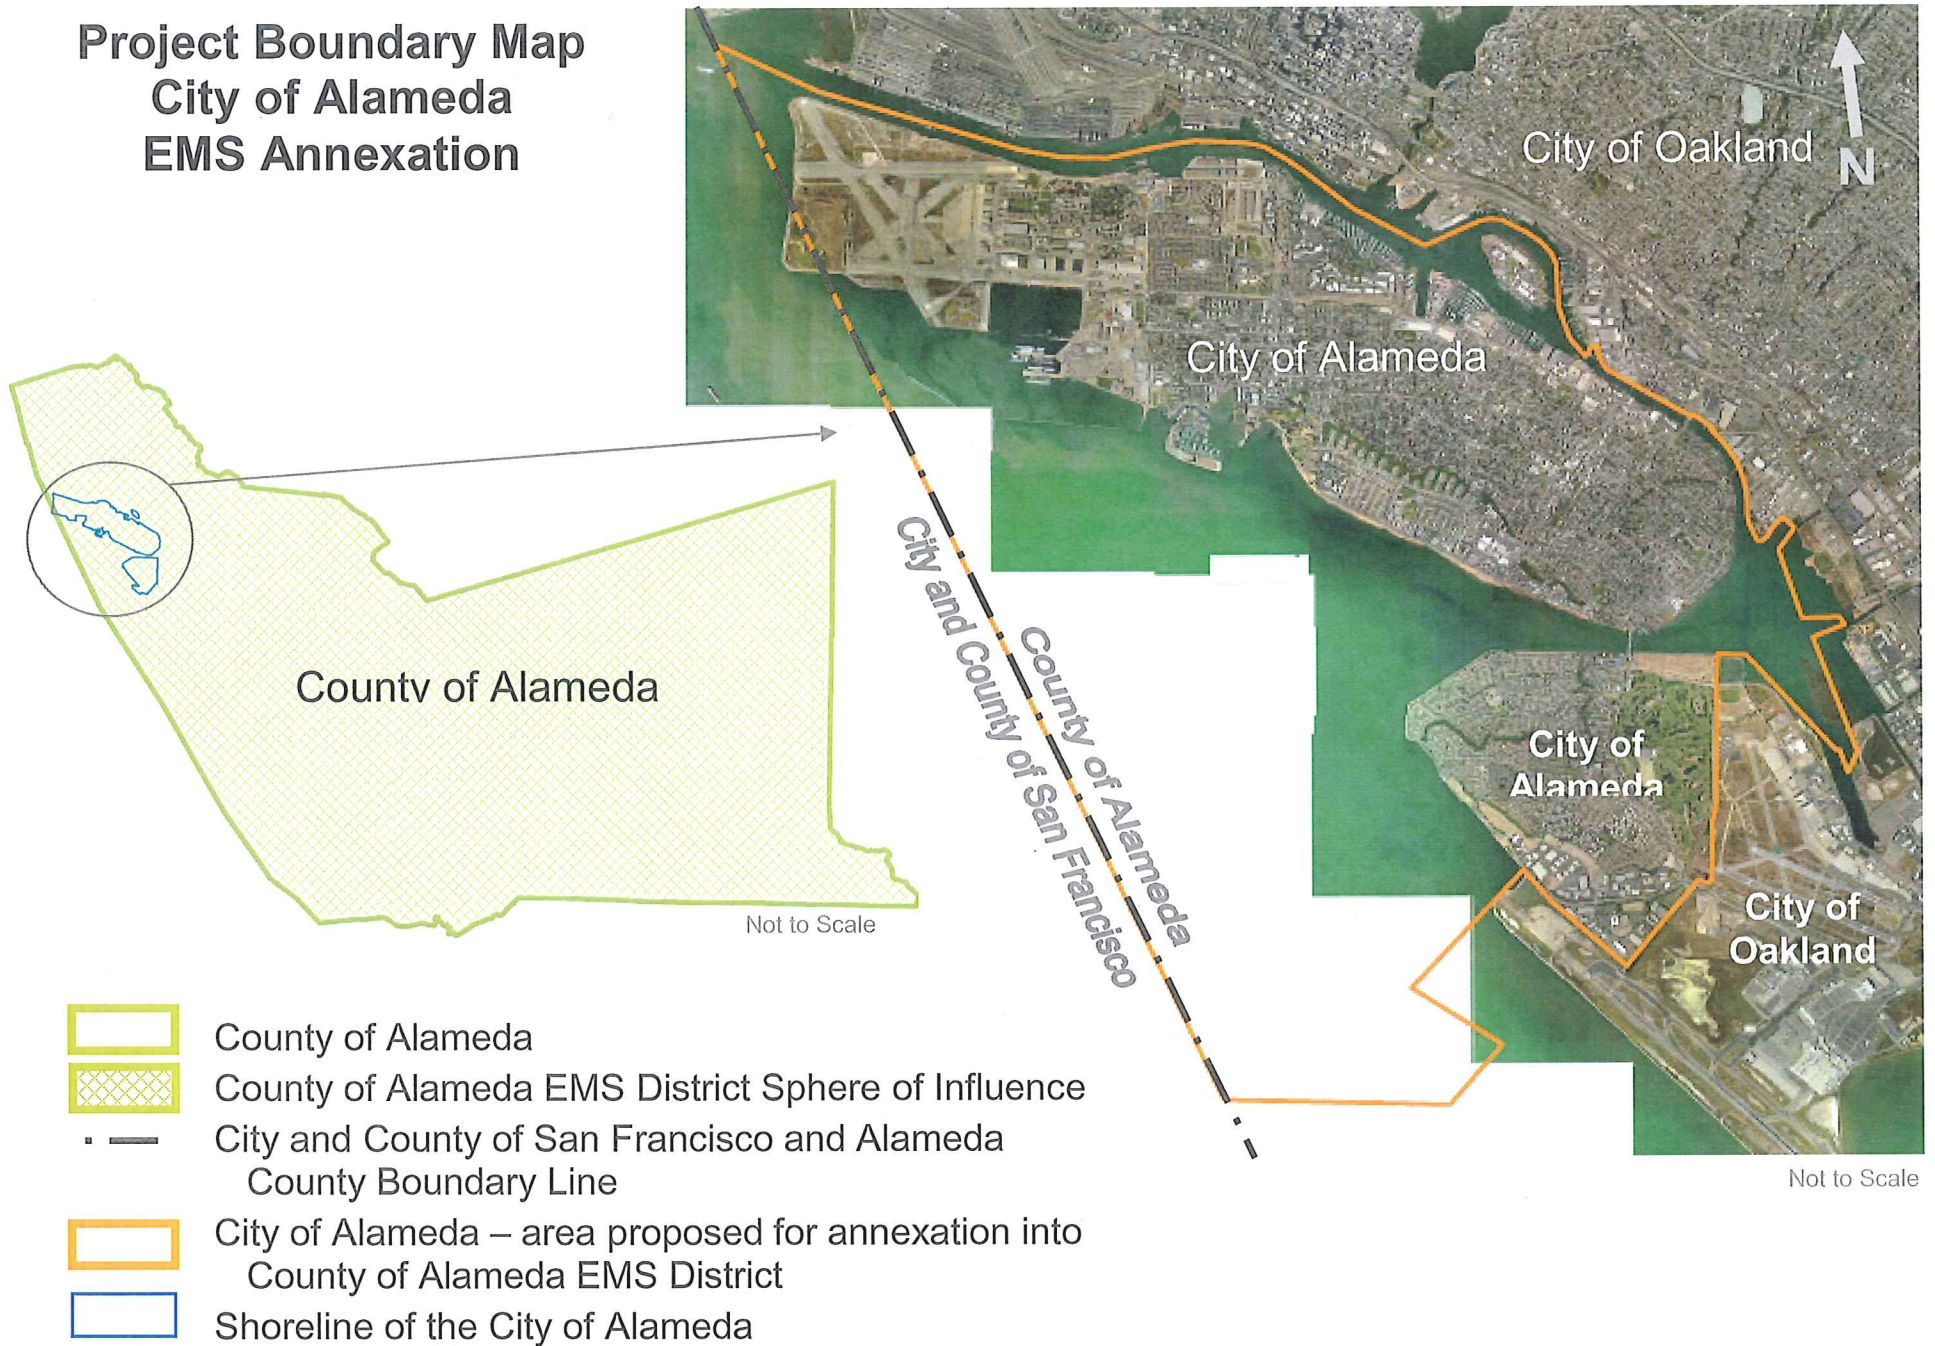 Project Boundary Map
City of Alameda
EMS Annexation
City of Oakland
N
City of Alameda
City and County of San Francisco
County of Alameda
County of Alameda
City of
Alameda
City of
Oakland
Not to Scale
Not to Scale
County of Alameda
County of Alameda EMS District Sphere of Influence
City and County of San Francisco and Alameda
County Boundary Line
City of Alameda – area proposed for annexation into
County of Alameda EMS District
Shoreline of the City of Alameda